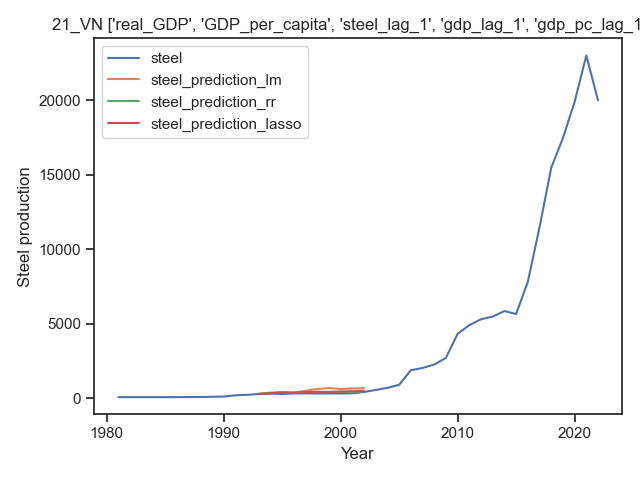 21_VN ['real_GDP', 'GDP_per_capita', 'steel_lag_1', 'gdp_lag_1', 'gdp_pc_lag_1
steel
steel_prediction_lm
steel_prediction_rr
steel_prediction_lasso
Steel production
20000
15000
10000
5000
0
1980
1990
2000
2010
2020
Year